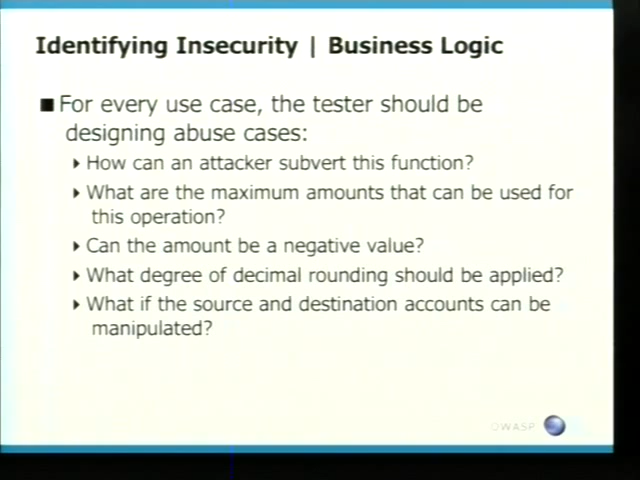 Identifying Insecurity | Business Logic
For every use case, the tester should be
designing abuse cases:
How can an attacker subvert this function?
What are the maximum amounts that can be used for
this operation?
Can the amount be a negative value?
What degree of decimal rounding should be applied?
What if the source and destination accounts can be
manipulated?
OWASP